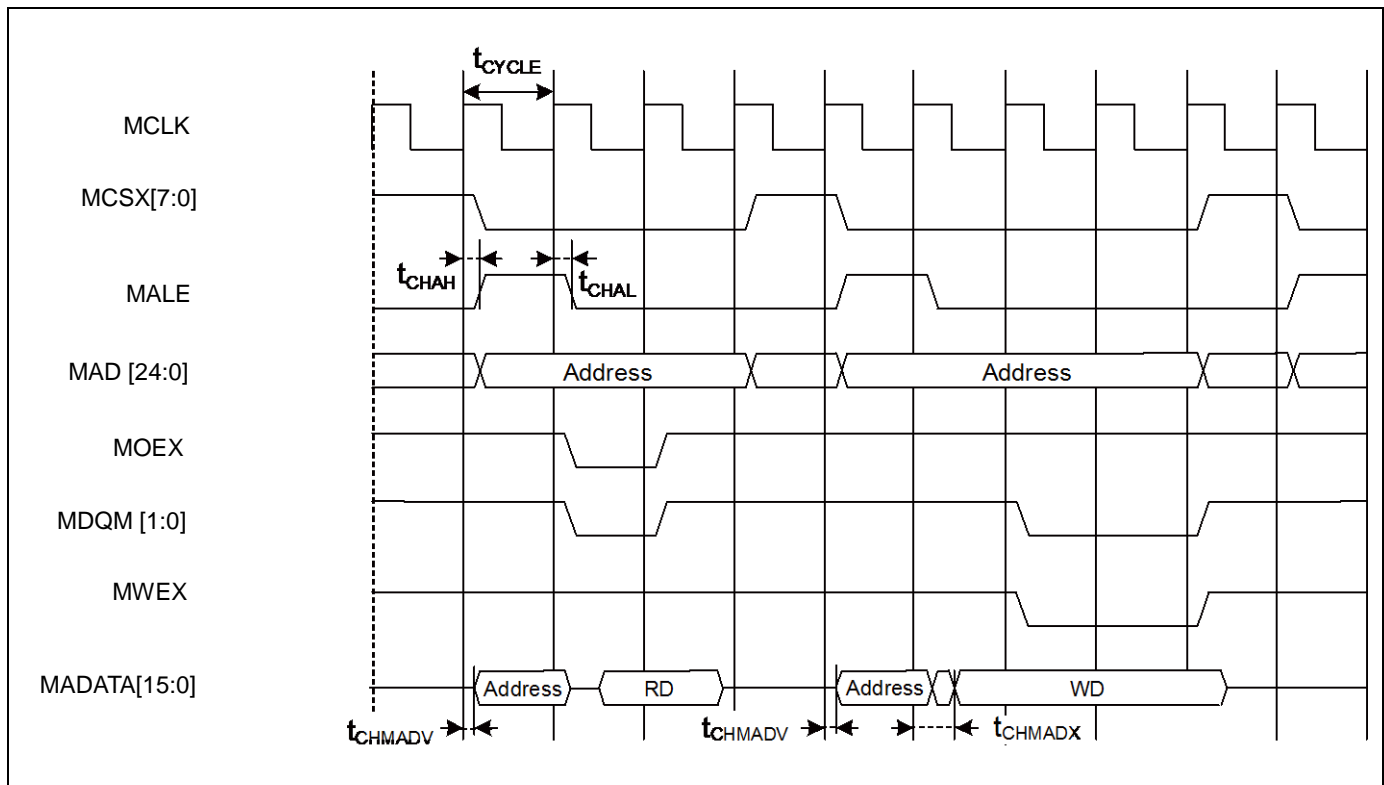 tCYCLE
MCLK
MCSX[7:0]
tCHAH
tCHAL
MALE
MAD [24:0]
Address
Address
MOEX
MDQM [1:0]
MWEX
MADATA[15:0]
Address
RD
Address
WD
tCHMADV
tCHMADV
tCHMADX